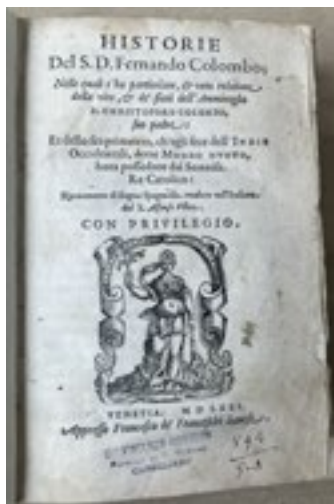 HISTORIE
Del S. D. Fernando Colombo;
Nelle quali s'ha particolare, & vera relatione
della vita, & de' fatti dell'Ammiraglio
D. CHRISTOFORO COLOMBO,
suo padre:
Et dello scoprimento, ch'egli fece dell'INDIE
Occidentali, dette MONDO NVOVO,
hora possedute dal Sereniss.
Re Catolico:
Nuouamente di lingua Spagnuola tradotte nell'Italiana
dal S. Alfonso Vlloa.
CON PRIVILEGIO.
VENETIA, M D LXXI.
Appresso Francesco de' Franceschi Sanese.